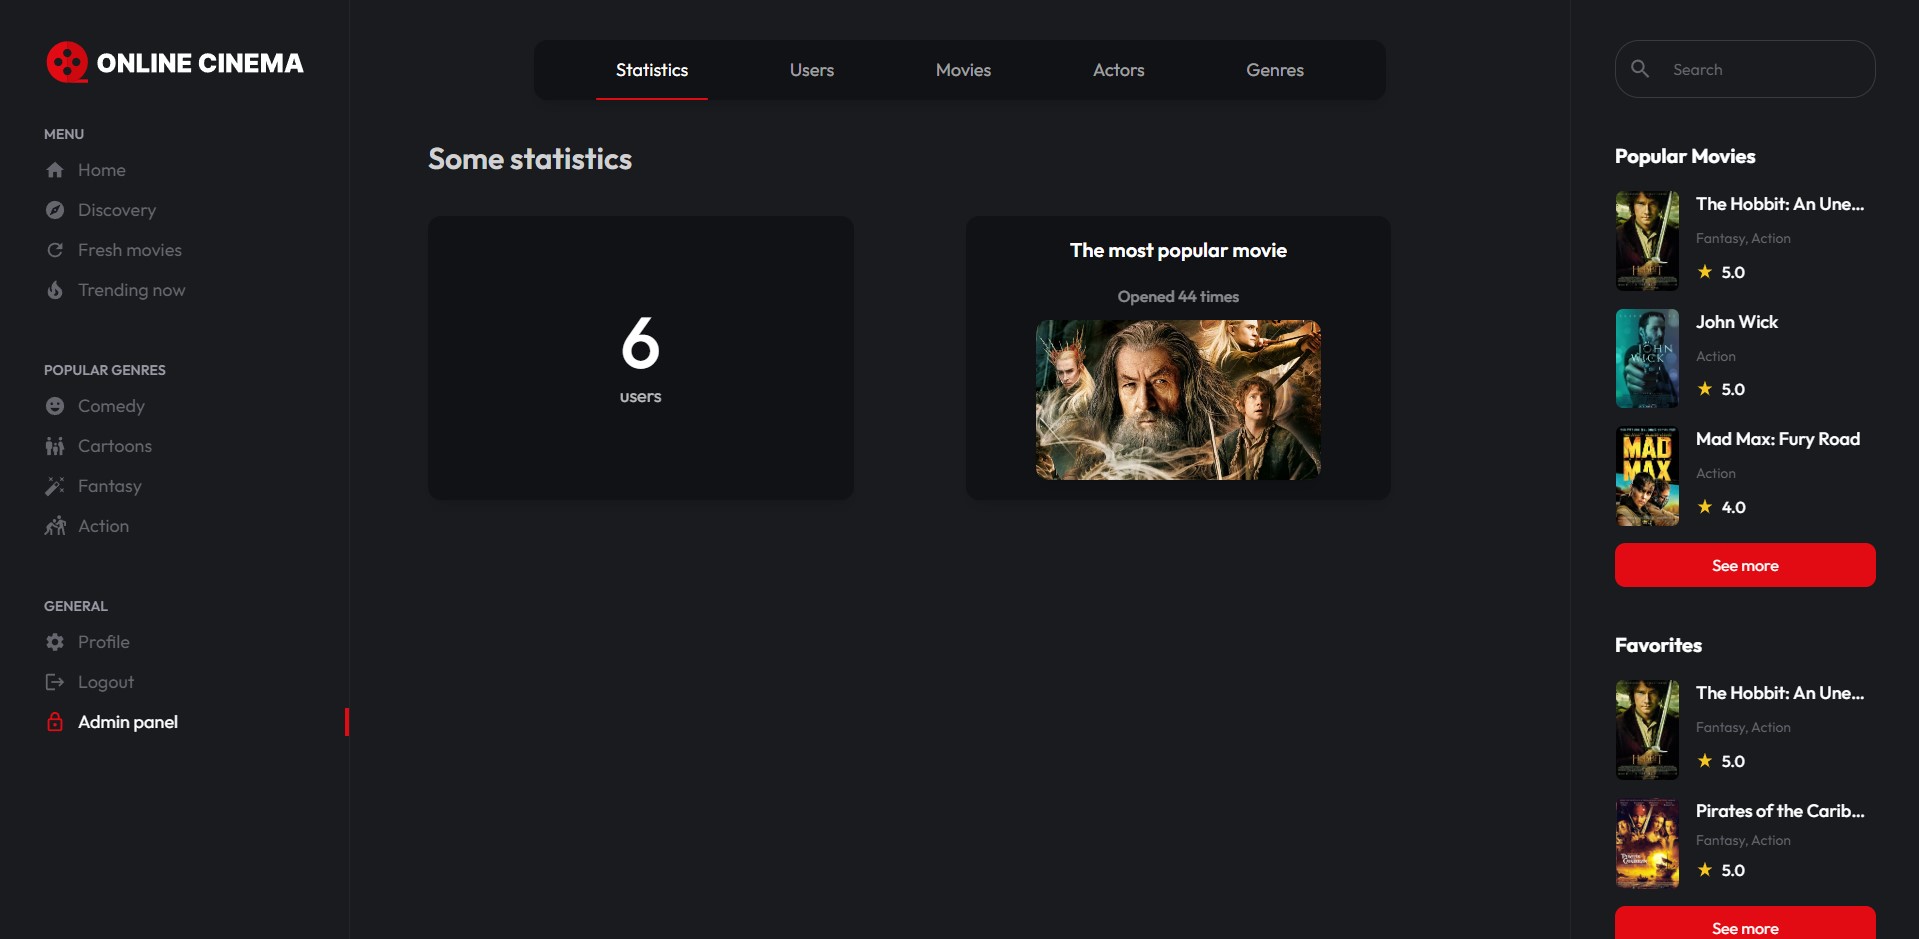 ONLINE CINEMA
MENU
Home
Discovery
Fresh movies
Trending now
POPULAR GENRES
Comedy
Cartoons
Fantasy
Action
GENERAL
Profile
Logout
Admin panel
Statistics Users Movies Actors Genres
Some statistics
6
users
The most popular movie
Opened 44 times
Search
Popular Movies
The Hobbit: An Une...
Fantasy, Action
5.0
JOHN
WICK
John Wick
Action
5.0
MAD
MAX
Mad Max: Fury Road
Action
4.0
See more
Favorites
The Hobbit: An Une...
Fantasy, Action
5.0
Pirates of the Carib...
Fantasy, Action
5.0
See more